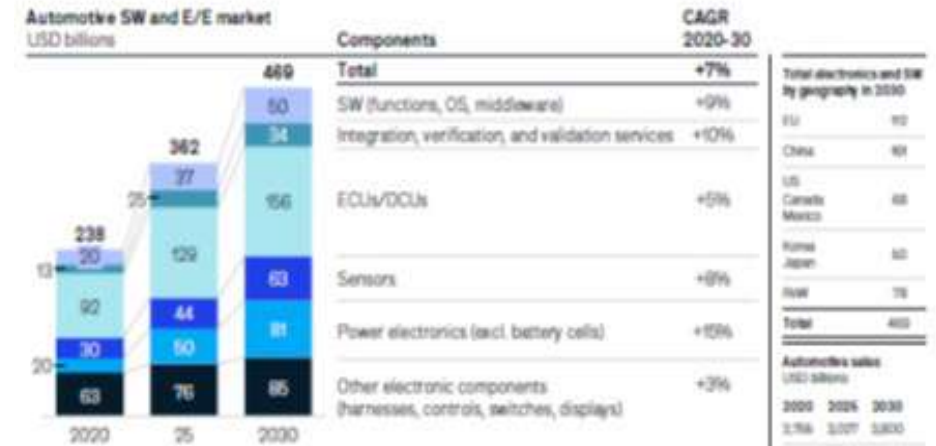 Automotive SW and E/E market
USD billions
Components
CAGR
2020-30
469
Total
+7%
50
SW (functions, OS, middleware)
+9%
34
Integration, verification, and validation services
+10%
362
37
25
156
ECUs/DCUs
+5%
238
20
13
129
92
63
Sensors
+8%
44
30
81
Power electronics (excl. battery cells)
+15%
50
20
85
Other electronic components
(harnesses, controls, switches, displays)
+3%
76
63
2020
25
2030
Total electronics and SW
by geography in 2030
EU
China
US
Canada
Mexico
Korea
Japan
RoW
Total
469
Automotive sales
USD billions
2020 2025 2030